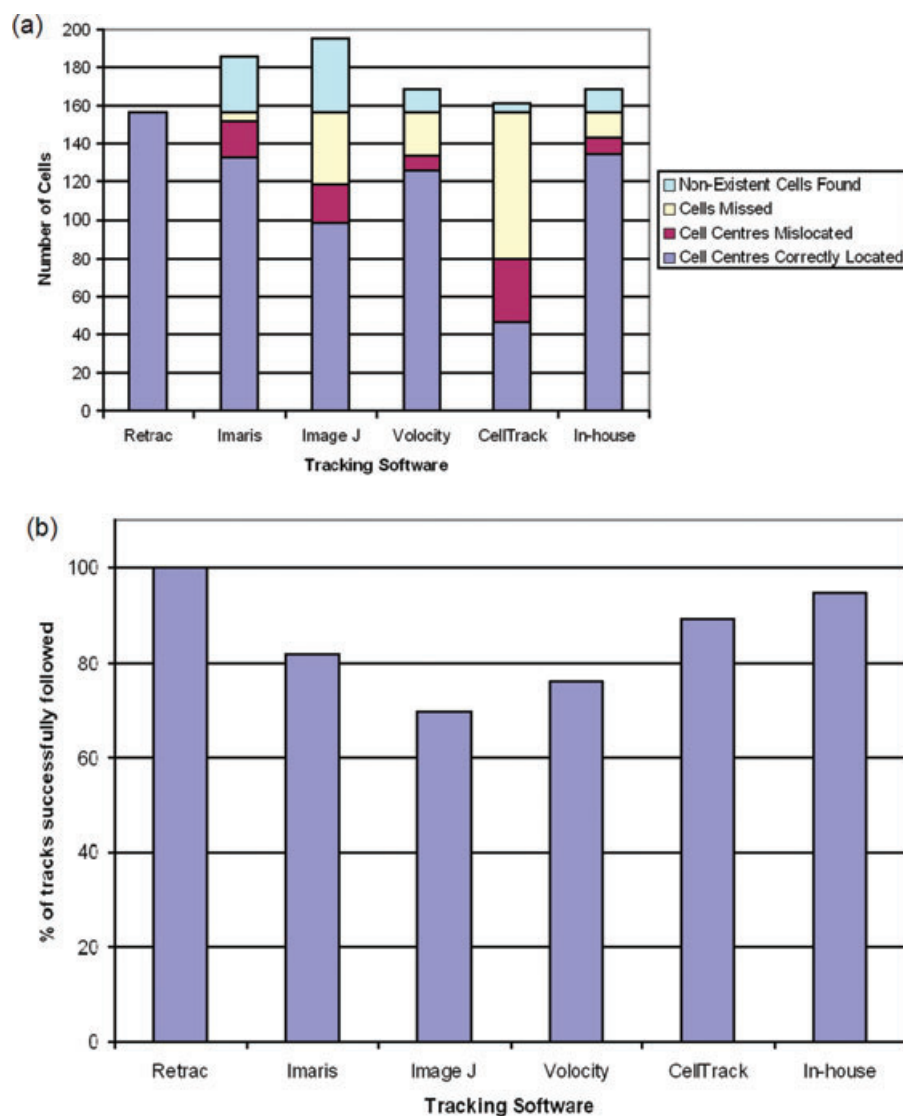 (a)
Number of Cells
200
180
160
140
120
100
80
60
40
20
0
Retrac Imaris Image J Volocity CellTrack In-house
Tracking Software
Non-Existent Cells Found
Cells Missed
Cell Centres Mislocated
Cell Centres Correctly Located
(b)
% of tracks successfully followed
100
80
60
40
20
0
Retrac Imaris Image J Volocity CellTrack In-house
Tracking Software